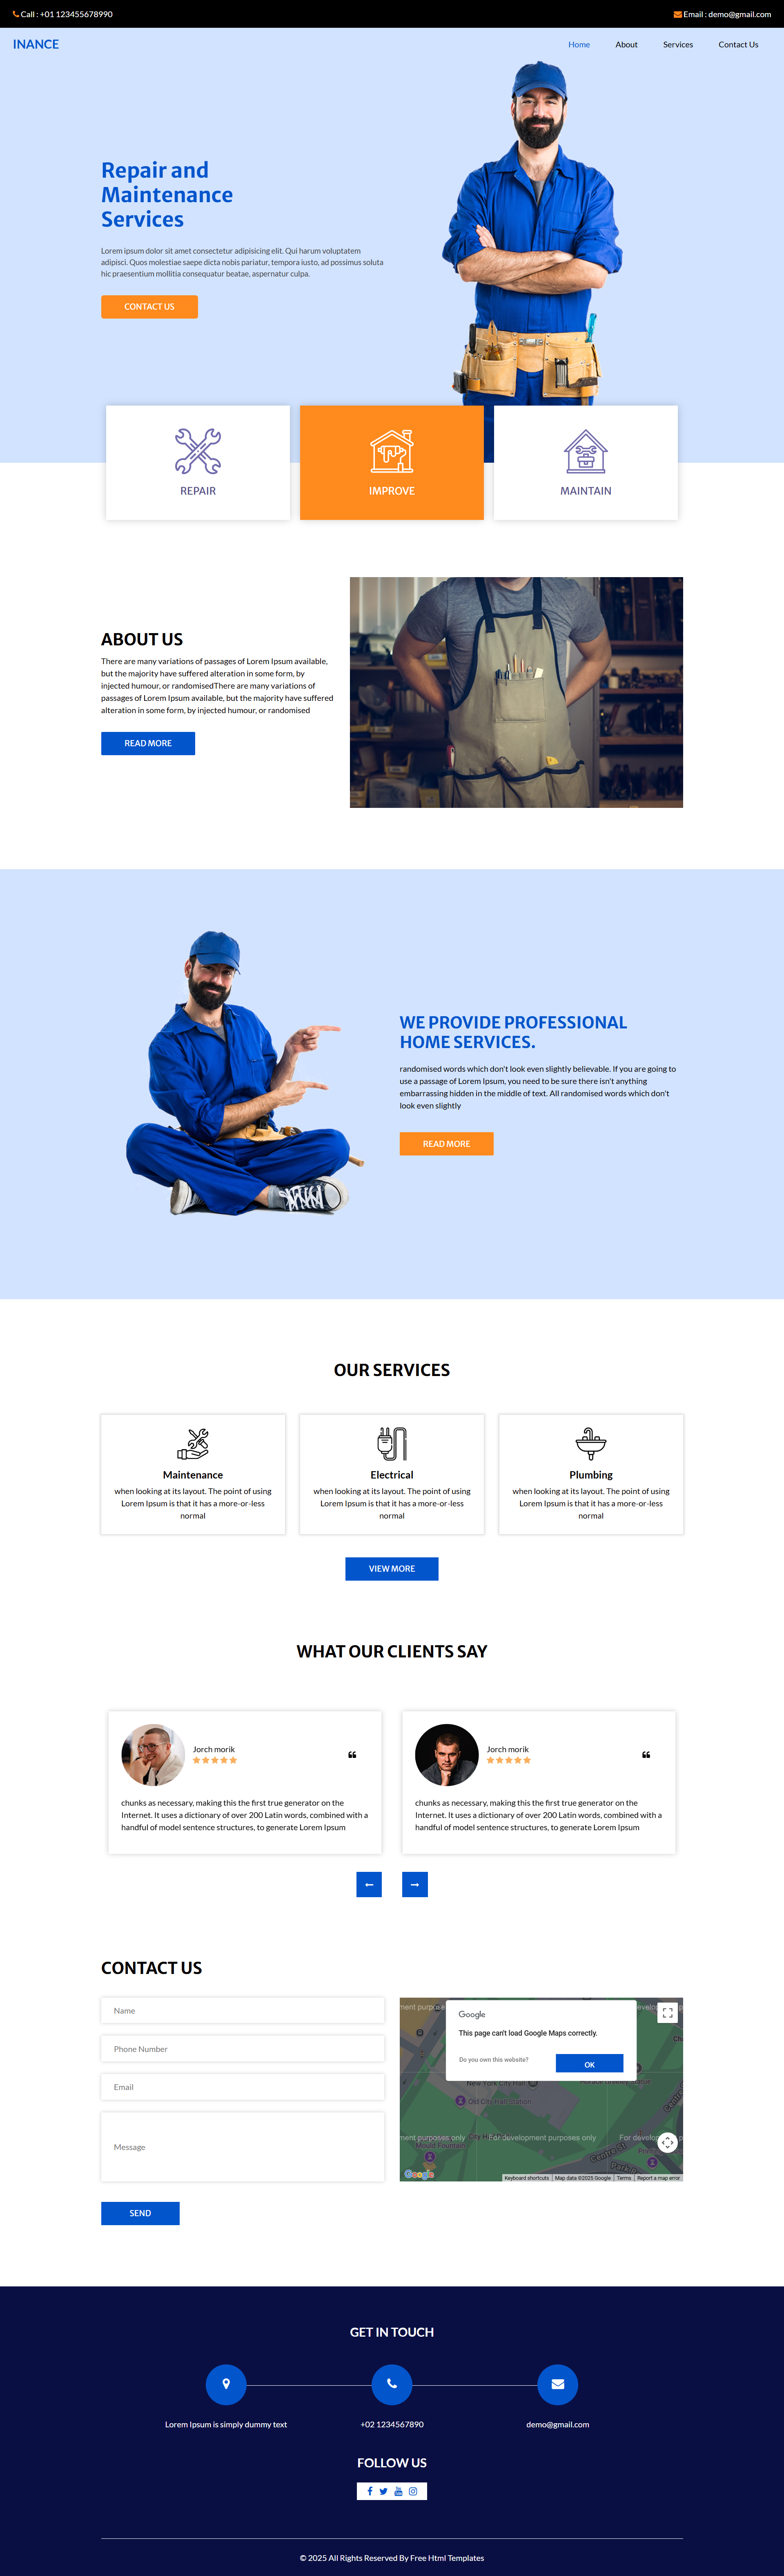 Call : +01 123455678990
Email : demo@gmail.com
INANCE
Home
About
Services
Contact Us
Repair and
Maintenance
Services
Lorem ipsum dolor sit amet consectetur adipisicing elit. Qui harum voluptatem
adipisci. Quos molestiae saepe dicta nobis pariatur, tempora iusto, ad possimus soluta
hic praesentium mollitia consequatur beatae, aspernatur culpa.
CONTACT US
REPAIR
IMPROVE
MAINTAIN
ABOUT US
There are many variations of passages of Lorem Ipsum available,
but the majority have suffered alteration in some form, by
injected humour, or randomisedThere are many variations of
passages of Lorem Ipsum available, but the majority have suffered
alteration in some form, by injected humour, or randomised
READ MORE
WE PROVIDE PROFESSIONAL
HOME SERVICES.
randomised words which don't look even slightly believable. If you are going to
use a passage of Lorem Ipsum, you need to be sure there isn't anything
embarrassing hidden in the middle of text. All randomised words which don't
look even slightly
READ MORE
OUR SERVICES
Maintenance
when looking at its layout. The point of using
Lorem Ipsum is that it has a more-or-less
normal
Electrical
when looking at its layout. The point of using
Lorem Ipsum is that it has a more-or-less
normal
Plumbing
when looking at its layout. The point of using
Lorem Ipsum is that it has a more-or-less
normal
VIEW MORE
WHAT OUR CLIENTS SAY
Jorch morik
chunks as necessary, making this the first true generator on the
Internet. It uses a dictionary of over 200 Latin words, combined with a
handful of model sentence structures, to generate Lorem Ipsum
Jorch morik
chunks as necessary, making this the first true generator on the
Internet. It uses a dictionary of over 200 Latin words, combined with a
handful of model sentence structures, to generate Lorem Ipsum
CONTACT US
Name
Phone Number
Email
Message
SEND
Google
This page can't load Google Maps correctly.
Do you own this website?
OK
Old City Hall Station
For development purposes only
Mould Fountain
Centre St
Google
Keyboard shortcuts
Map data ©2025 Google
Terms
Report a map error
GET IN TOUCH
Lorem Ipsum is simply dummy text
+02 1234567890
demo@gmail.com
FOLLOW US
© 2025 All Rights Reserved By Free Html Templates